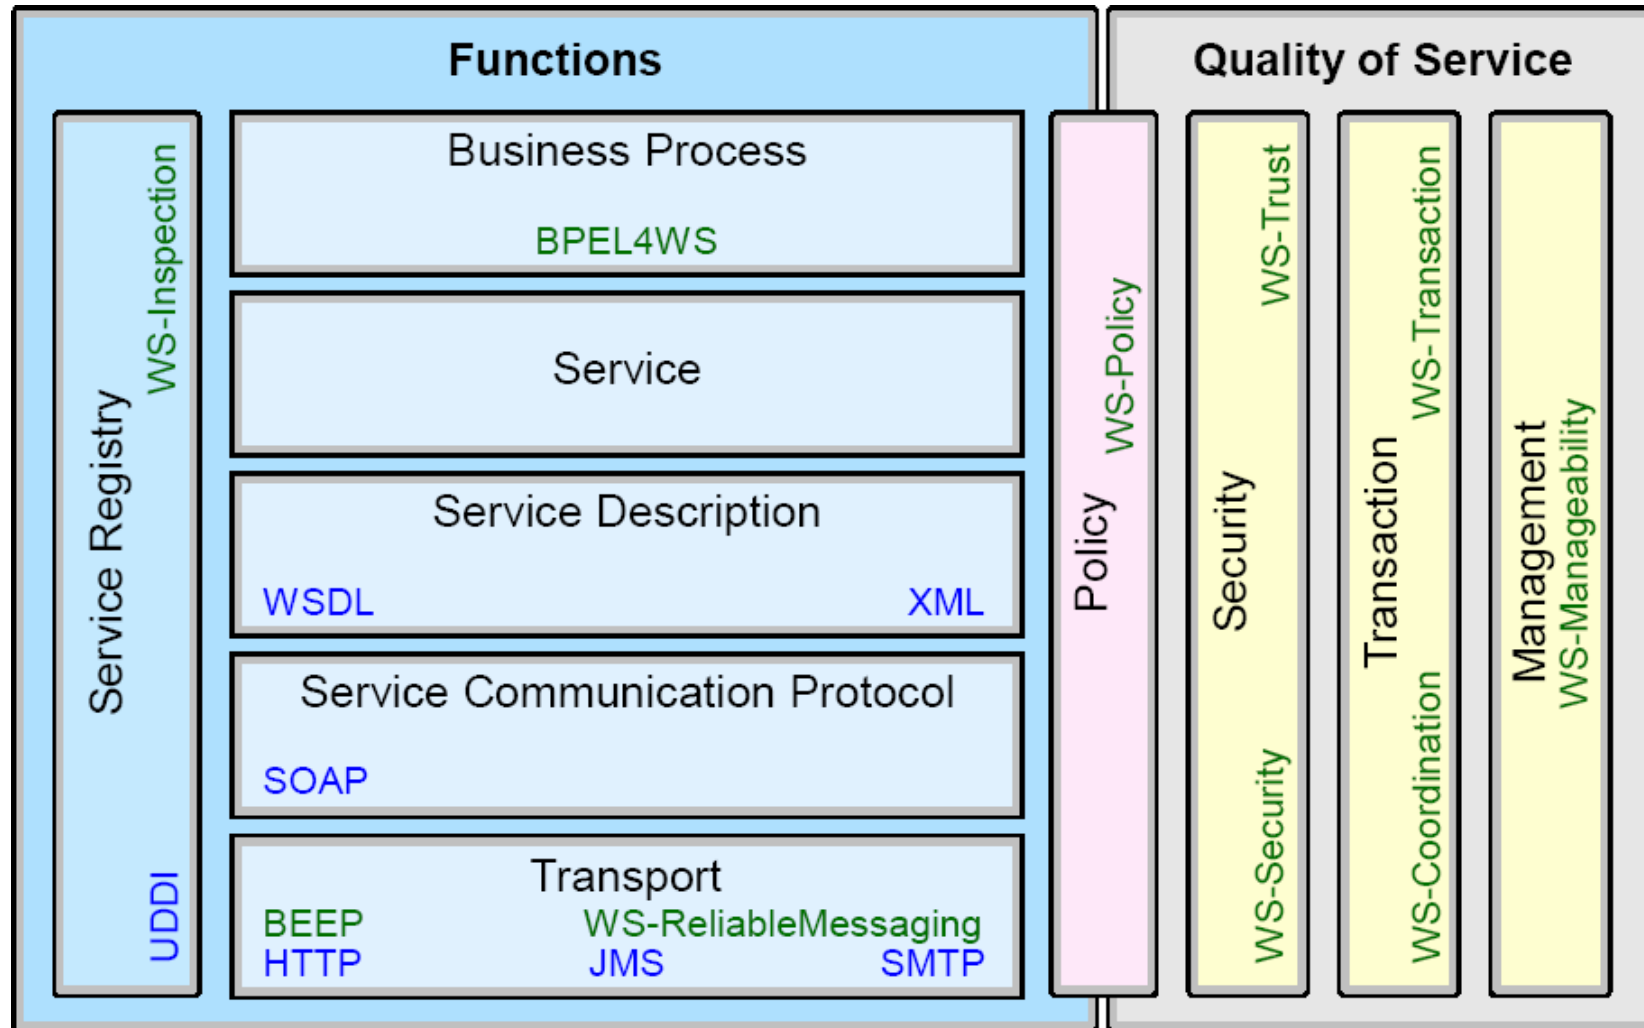 Functions
Quality of Service
Service Registry
WS-Inspection
UDDI
Business Process
BPEL4WS
Service
Service Description
WSDL XML
Service Communication Protocol
SOAP
Transport
BEEP WS-ReliableMessaging
HTTP JMS SMTP
Policy
WS-Policy
Security
WS-Trust
WS-Security
Transaction
WS-Transaction
WS-Coordination
Management
WS-Manageability